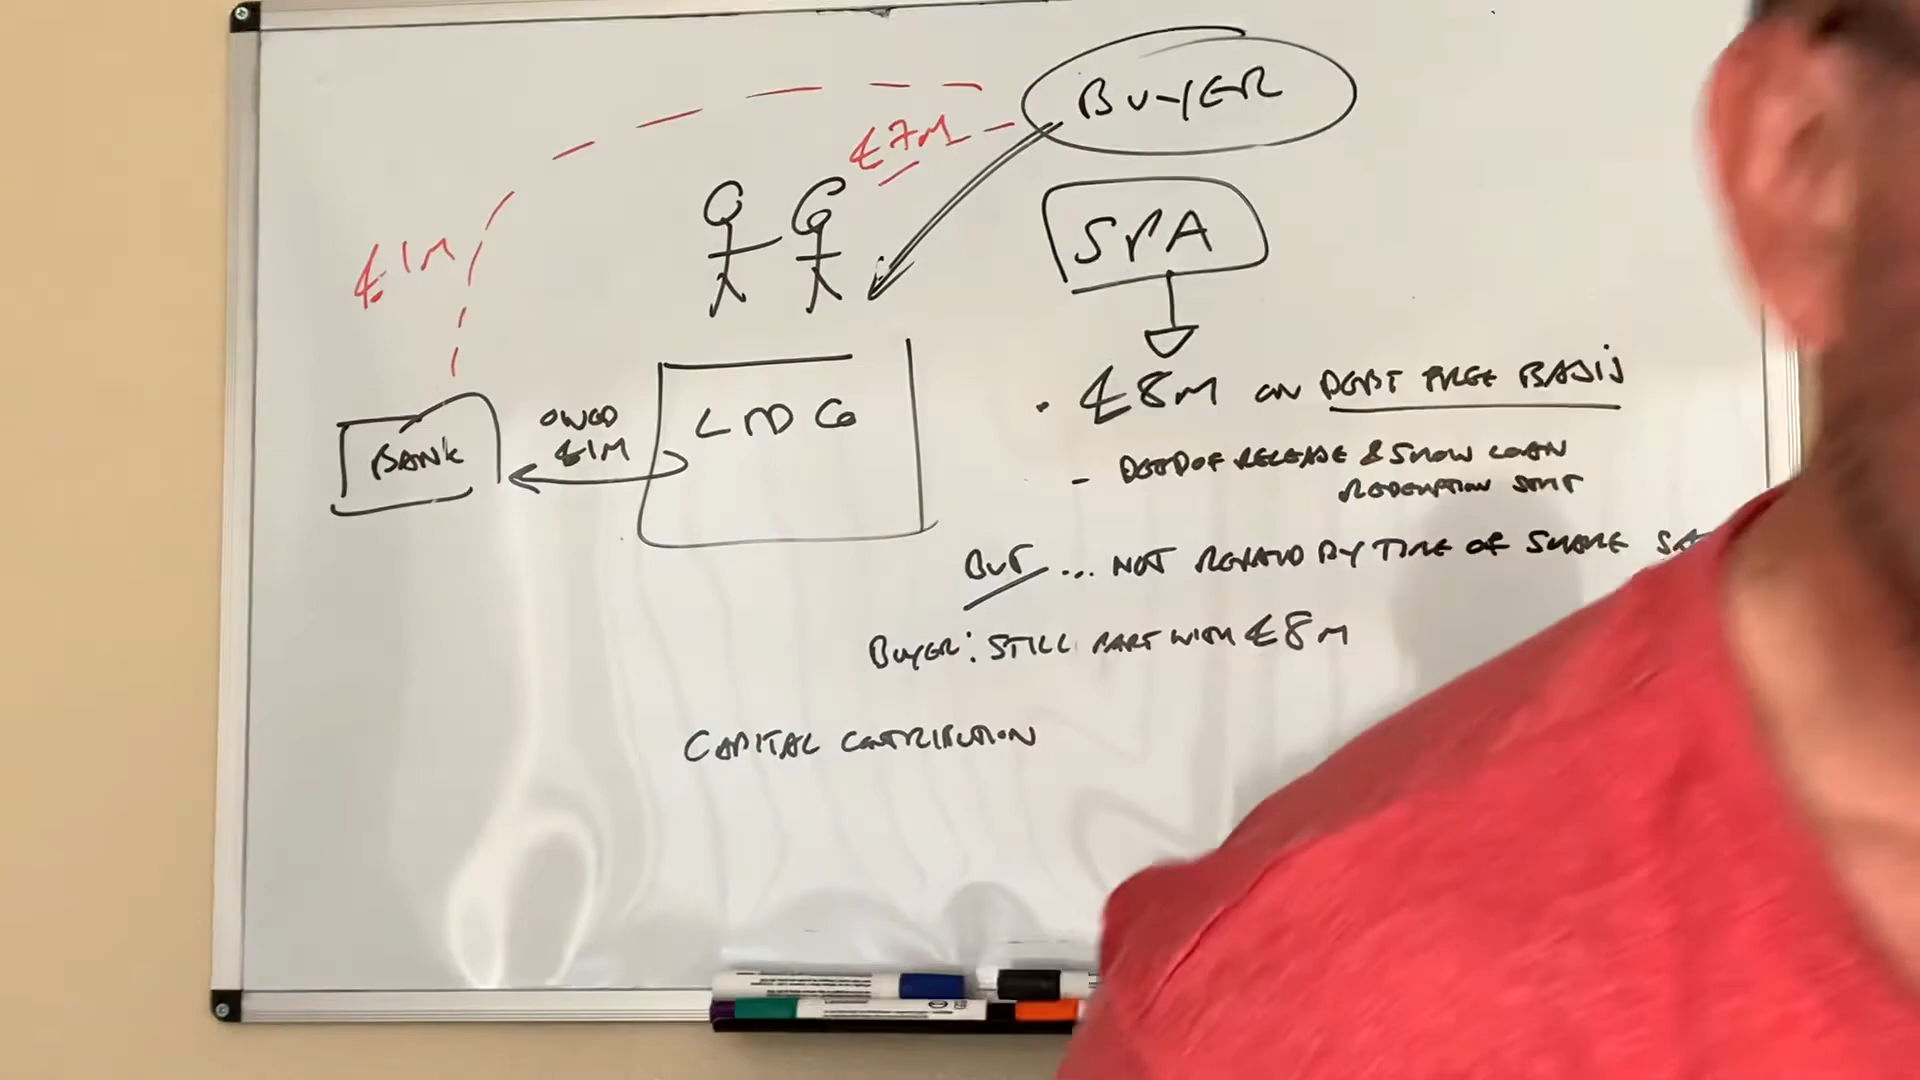 BUYER
£7M
SPA
£1M
£8M ON DEBT FREE BASIS
LTD CO
OWED
£1M
BANK
- DEED OF RELEASE & SHOW LOAN
REDEMPTION STMT
BUT ... NOT REPAID BY TIME OF SHARE
BUYER: STILL PART WITH £8M
CAPITAL CONTRIBUTION